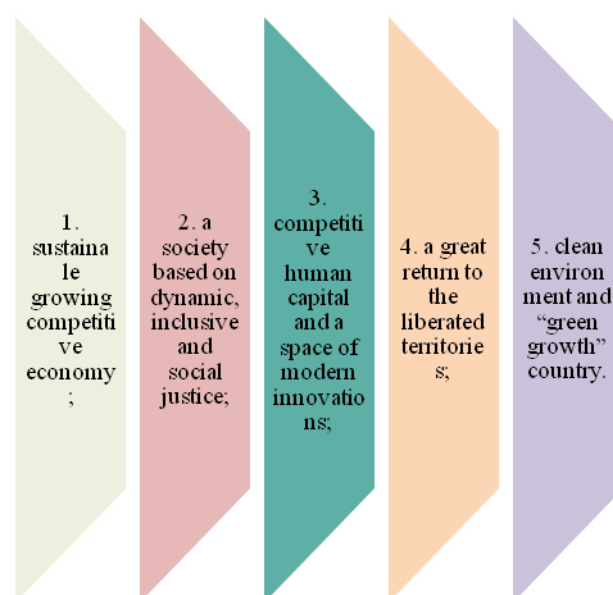 1.
sustaina
le
growing
competiti
ve
economy
;
2. a
society
based on
dynamic,
inclusive
and
social
justice;
3.
competiti
ve
human
capital
and a
space of
modern
innovatio
ns;
4. a great
return to
the
liberated
territorie
s;
5. clean
environ
ment and
“green
growth”
country.